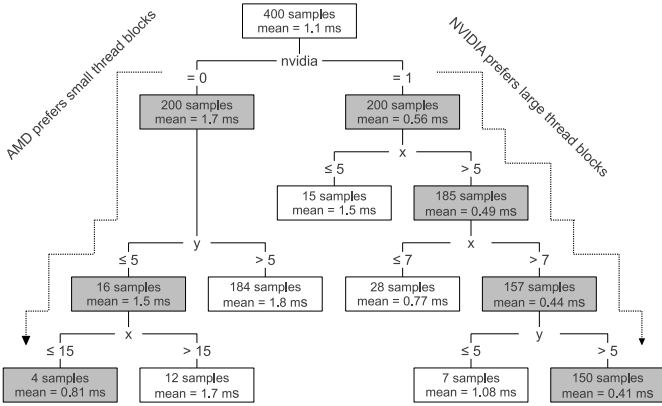 400 samples
mean = 1.1 ms
nvidia
= 0
= 1
AMD prefers small thread blocks
NVIDIA prefers large thread blocks
200 samples
mean = 1.7 ms
200 samples
mean = 0.56 ms
x
≤ 5
> 5
15 samples
mean = 1.5 ms
185 samples
mean = 0.49 ms
y
x
≤ 5
> 5
≤ 7
> 7
16 samples
mean = 1.5 ms
184 samples
mean = 1.8 ms
28 samples
mean = 0.77 ms
157 samples
mean = 0.44 ms
x
y
≤ 15
> 15
≤ 5
> 5
4 samples
mean = 0.81 ms
12 samples
mean = 1.7 ms
7 samples
mean = 1.08 ms
150 samples
mean = 0.41 ms